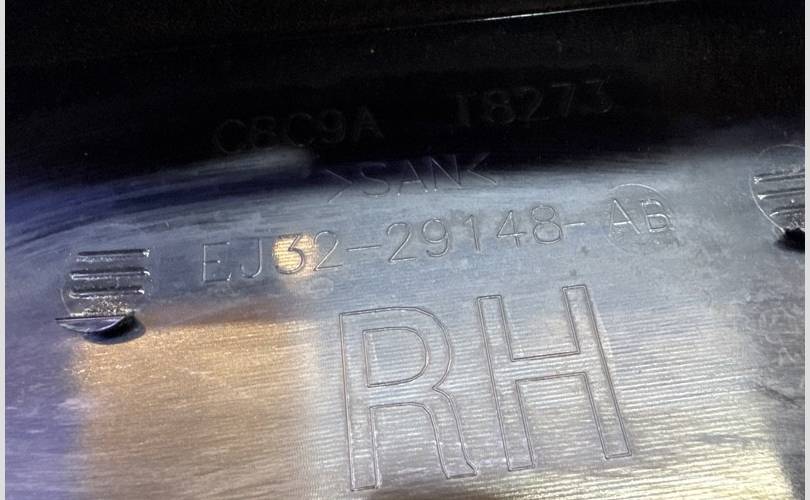 C8C9A 18273
>SAN<
EJ32-29148-AB
RH